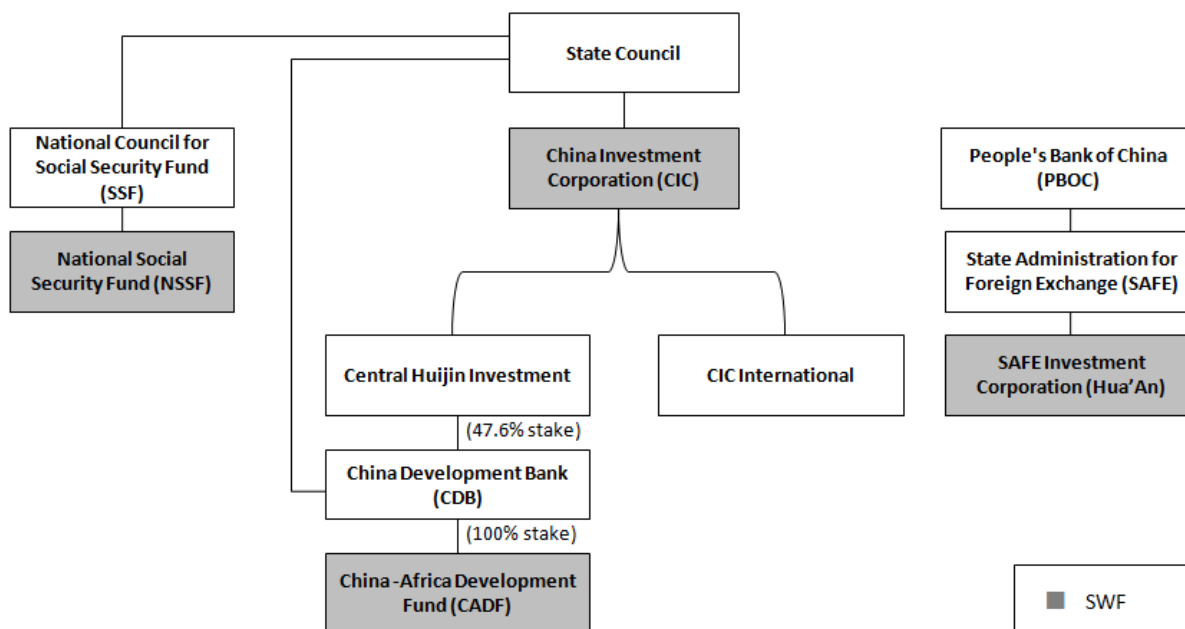 State Council
National Council for
Social Security Fund
(SSF)
China Investment
Corporation (CIC)
People's Bank of China
(PBOC)
National Social
Security Fund (NSSF)
State Administration for
Foreign Exchange (SAFE)
Central Huijin Investment
CIC International
SAFE Investment
Corporation (Hua’An)
(47.6% stake)
China Development Bank
(CDB)
(100% stake)
China -Africa Development
Fund (CADF)
SWF